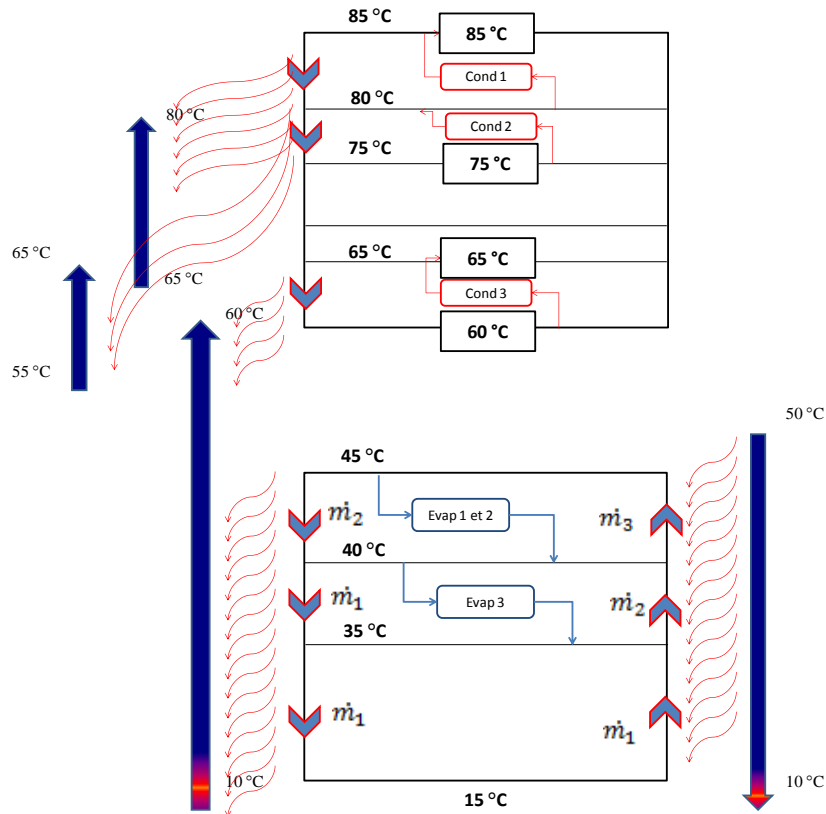 85 °C
85 °C
Cond 1
80 °C
80 °C
Cond 2
75 °C
75 °C
65 °C
65 °C
65 °C
65 °C
Cond 3
60 °C
60 °C
55 °C
50 °C
45 °C
ṁ₂
Evap 1 et 2
ṁ₃
40 °C
ṁ₁
Evap 3
ṁ₂
35 °C
ṁ₁
ṁ₁
10 °C
10 °C
15 °C